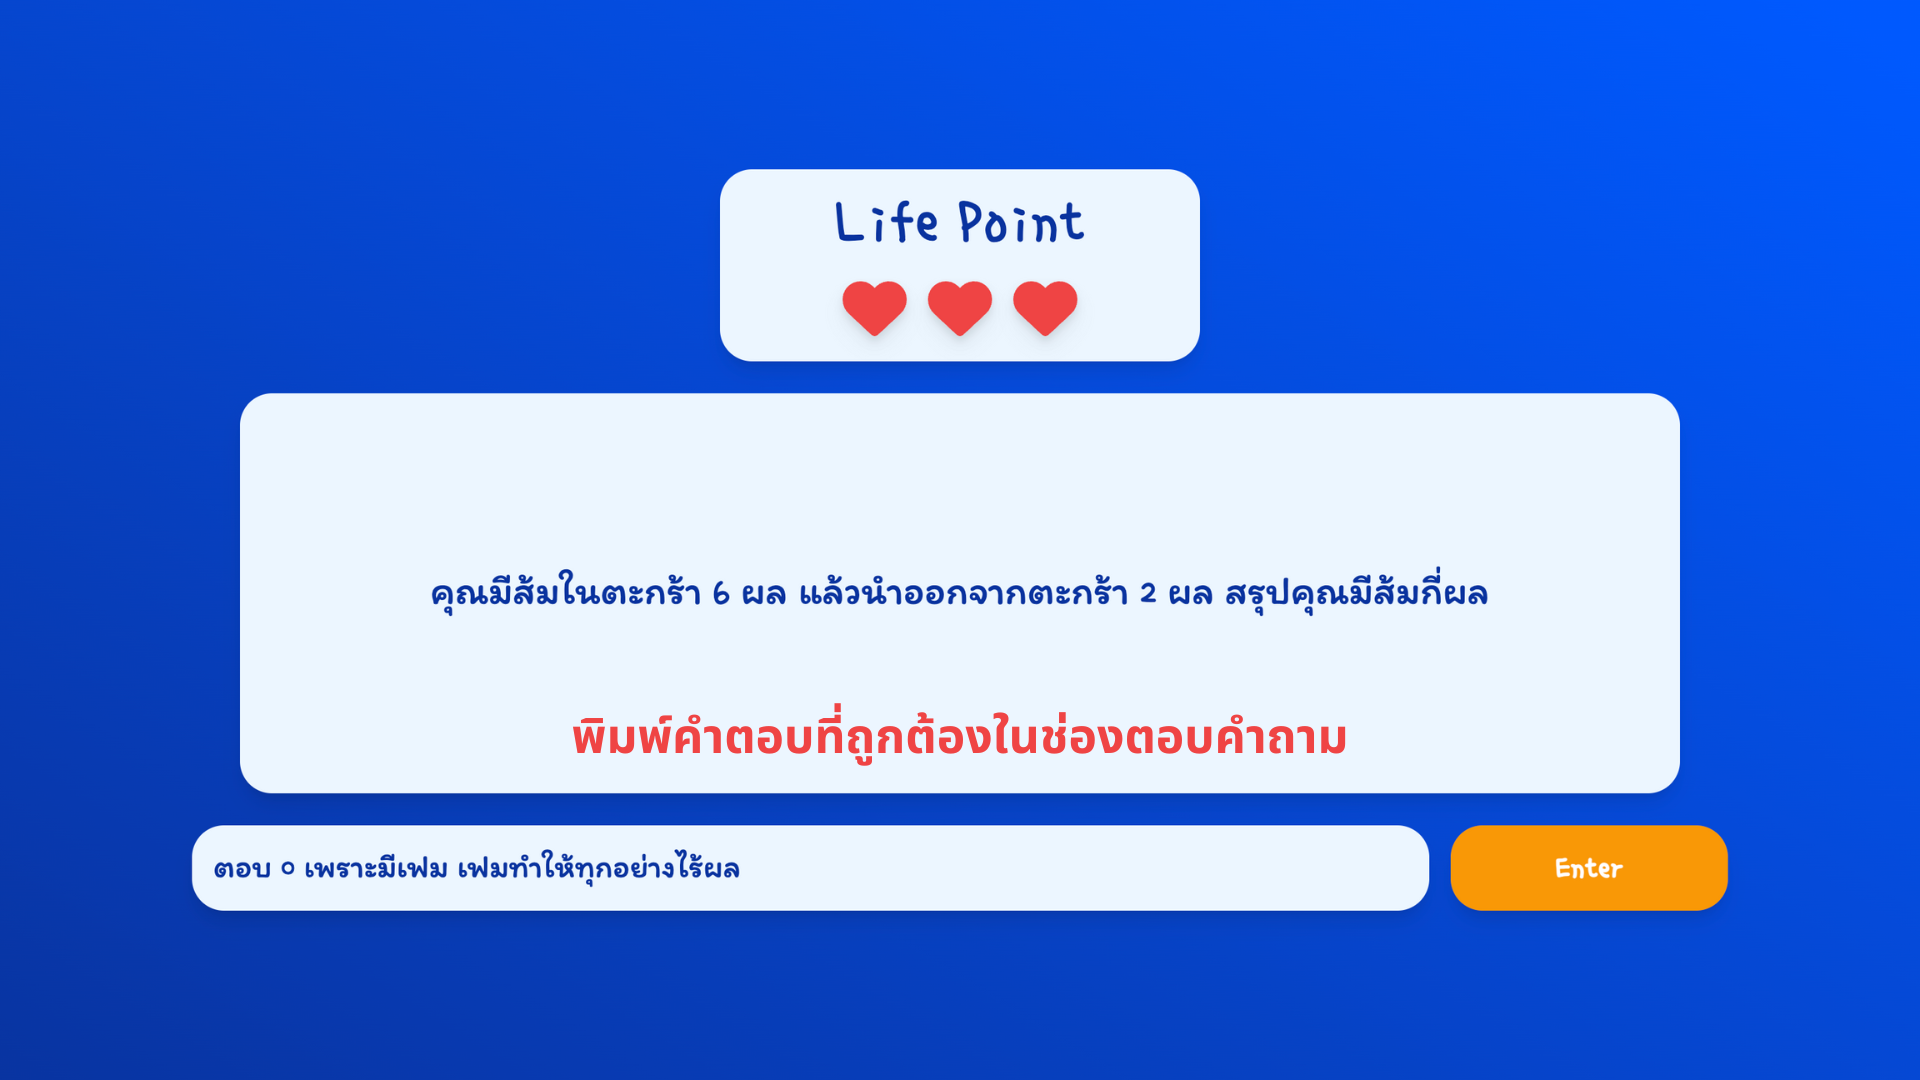 Life Point
คุณมีส้มในตะกร้า 6 ผล แล้วนำออกจากตะกร้า 2 ผล สรุปคุณมีส้มกี่ผล
พิมพ์คำตอบที่ถูกต้องในช่องตอบคำถาม
ตอบ 0 เพราะมีเฟม เฟมทำให้ทุกอย่างไร้ผล
Enter